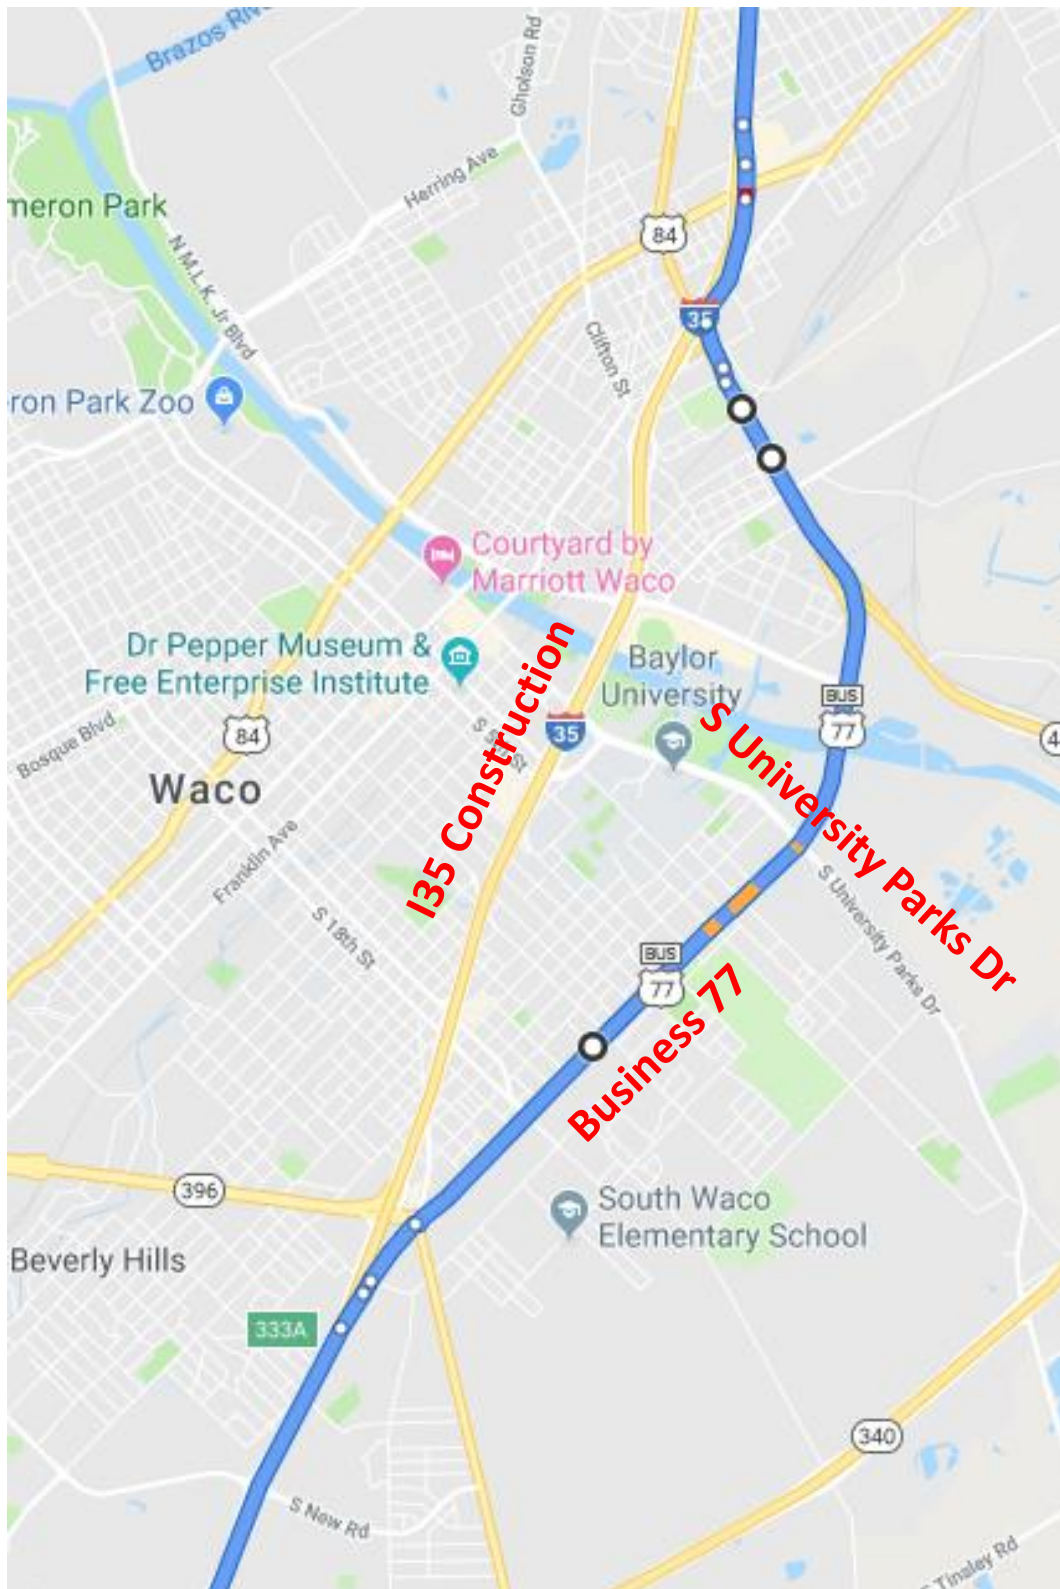 Brazos Riv
Gholson Rd
Herring Ave
meron Park
84
N M.L.K. Jr Blvd
35
Clifton St
ron Park Zoo
Courtyard by
Marriott Waco
Dr Pepper Museum &
Free Enterprise Institute
Baylor
University
I35 Construction
BUS
77
S University Parks Dr
Bosque Blvd
84
S 5th St
35
4
Waco
Franklin Ave
S 18th St
S University Parks Dr
BUS
77
Business 77
396
South Waco
Elementary School
Beverly Hills
333A
340
S New Rd
Tinsley Rd